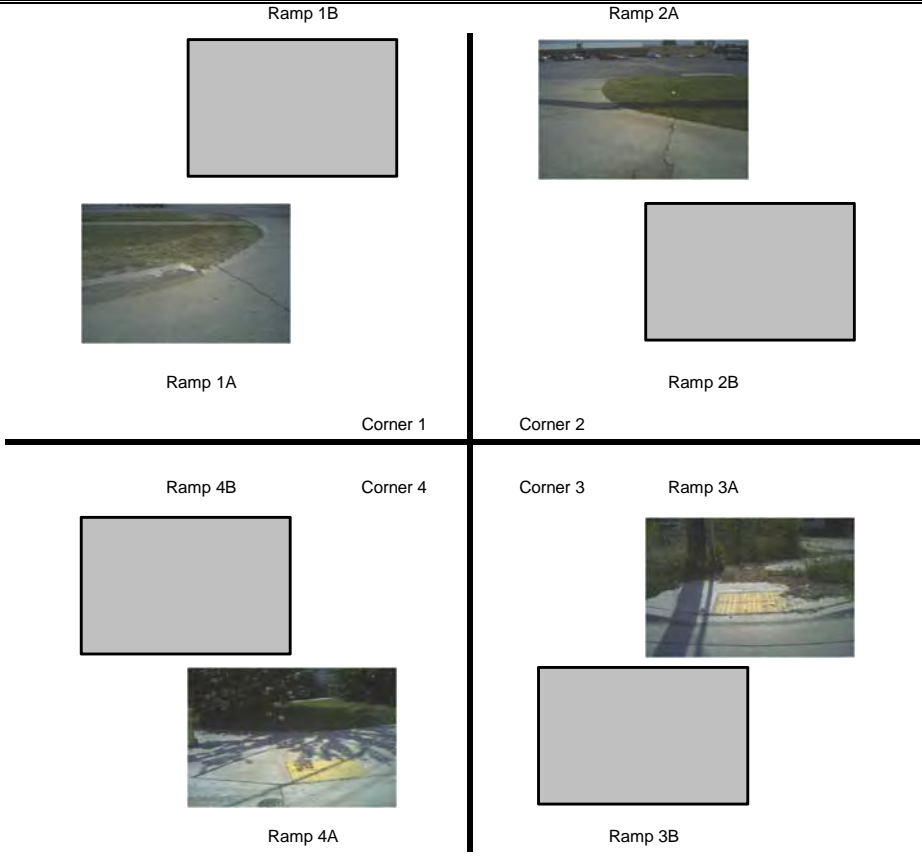 Ramp 1B
Ramp 2A
Ramp 1A
Ramp 2B
Corner 1
Corner 2
Ramp 4B
Corner 4
Corner 3
Ramp 3A
Ramp 4A
Ramp 3B